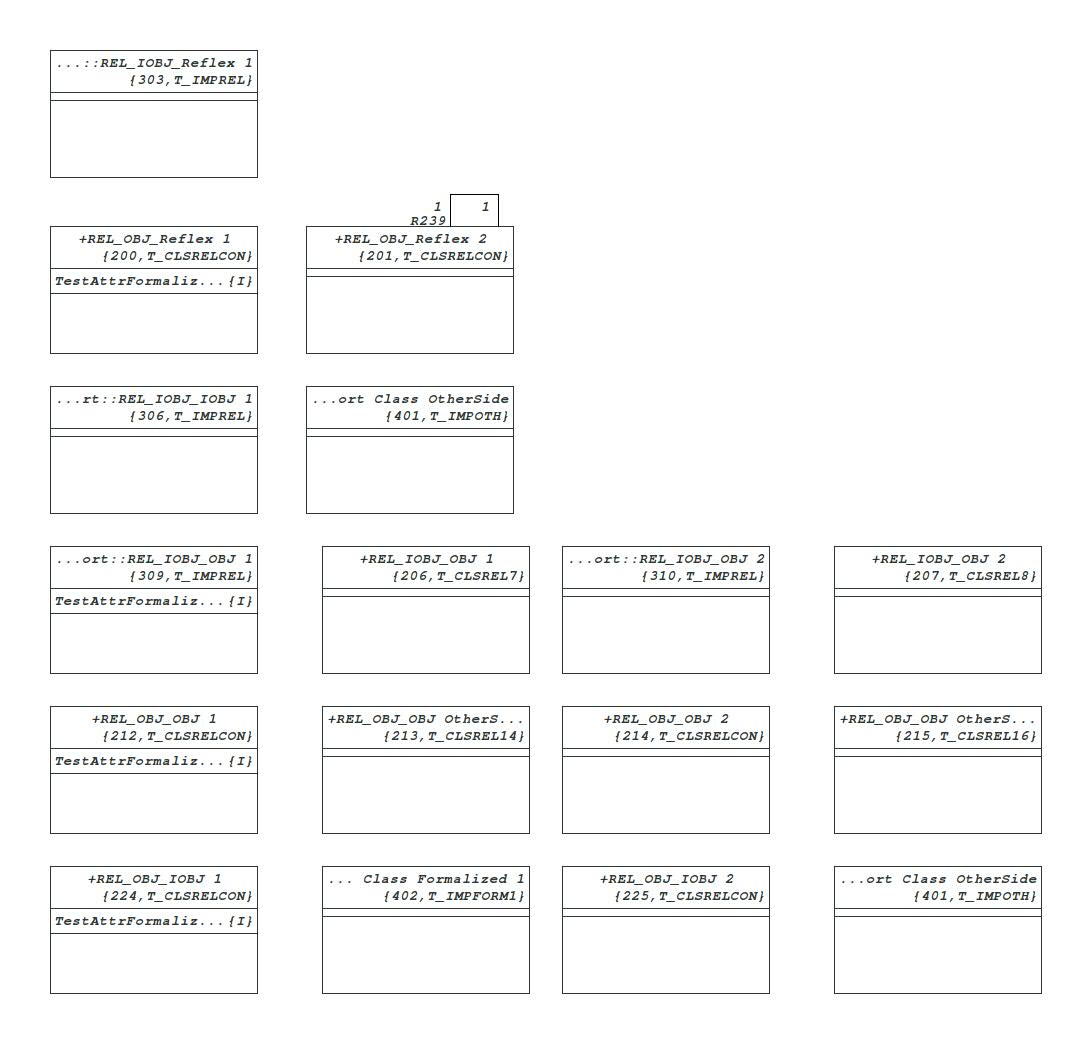 ...::REL_IOBJ_Reflex 1
{303,T_IMPREL}
1
1
R239
+REL_OBJ_Reflex 1
{200,T_CLSRELCON}
TestAttrFormaliz...{I}
+REL_OBJ_Reflex 2
{201,T_CLSRELCON}
...rt::REL_IOBJ_IOBJ 1
{306,T_IMPREL}
...ort Class OtherSide
{401,T_IMPOTH}
...ort::REL_IOBJ_OBJ 1
{309,T_IMPREL}
TestAttrFormaliz...{I}
+REL_IOBJ_OBJ 1
{206,T_CLSREL7}
...ort::REL_IOBJ_OBJ 2
{310,T_IMPREL}
+REL_IOBJ_OBJ 2
{207,T_CLSREL8}
+REL_OBJ_OBJ 1
{212,T_CLSRELCON}
TestAttrFormaliz...{I}
+REL_OBJ_OBJ OtherS...
{213,T_CLSREL14}
+REL_OBJ_OBJ 2
{214,T_CLSRELCON}
+REL_OBJ_OBJ OtherS...
{215,T_CLSREL16}
+REL_OBJ_IOBJ 1
{224,T_CLSRELCON}
TestAttrFormaliz...{I}
... Class Formalized 1
{402,T_IMPFORM1}
+REL_OBJ_IOBJ 2
{225,T_CLSRELCON}
...ort Class OtherSide
{401,T_IMPOTH}